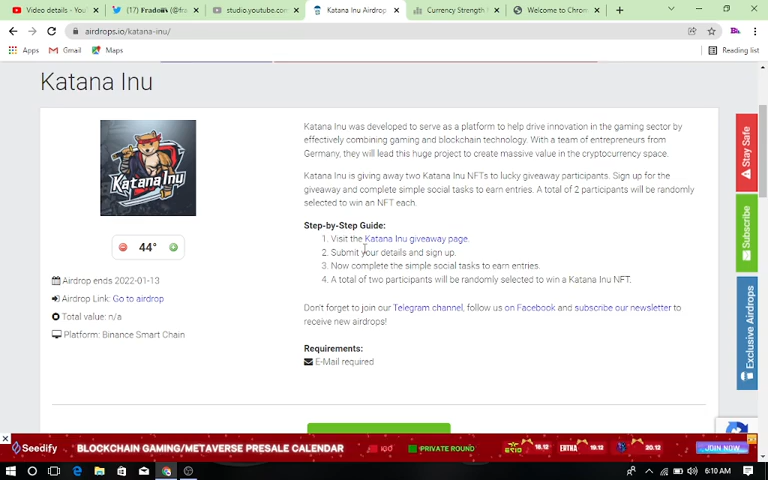 Video details - You
Fradoùñ (@fra
studio.youtube.com
Katana Inu Airdrop
Currency Strength
Welcome to Chrom
airdrops.io/katana-inu/
Apps
Gmail
Maps
Reading list
Katana Inu
Katana Inu
44°
Airdrop ends 2022-01-13
Airdrop Link: Go to airdrop
Total value: n/a
Platform: Binance Smart Chain
Katana Inu was developed to serve as a platform to help drive innovation in the gaming sector by
effectively combining gaming and blockchain technology. With a team of entrepreneurs from
Germany, they will lead this huge project to create massive value in the cryptocurrency space.
Katana Inu is giving away two Katana Inu NFTs to lucky giveaway participants. Sign up for the
giveaway and complete simple social tasks to earn entries. A total of 2 participants will be randomly
selected to win an NFT each.
Step-by-Step Guide:
1. Visit the Katana Inu giveaway page.
2. Submit your details and sign up.
3. Now complete the simple social tasks to earn entries.
4. A total of two participants will be randomly selected to win a Katana Inu NFT.
Don't forget to join our Telegram channel, follow us on Facebook and subscribe our newsletter to
receive new airdrops!
Requirements:
E-Mail required
Stay Safe
Subscribe
Exclusive Airdrops
Seedify
BLOCKCHAIN GAMING/METAVERSE PRESALE CALENDAR
IGO
PRIVATE ROUND
18.12
EXTRA
19.12
20.12
JOIN NOW
6:10 AM